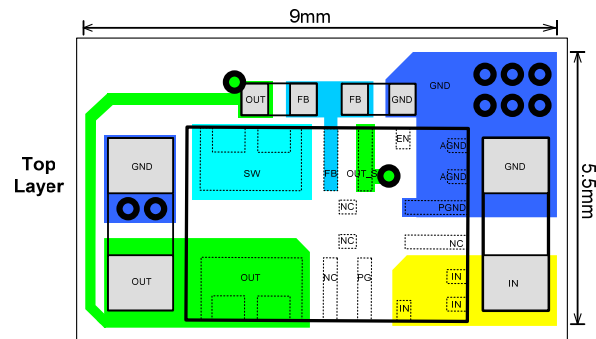 9mm
GND
OUT FB FB GND
Top
Layer
EN
AGND
GND
GND
SW
FB
OUT_S
AGND
5.5mm
NC
PGND
NC
NC
OUT
OUT
NC
PG
IN
IN
IN
IN